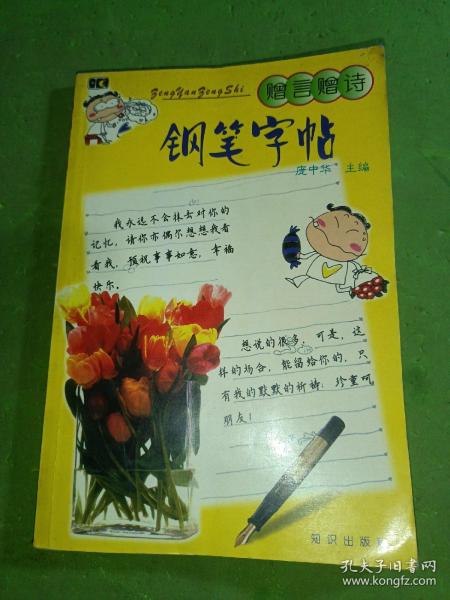 ZengYanZengShi
赠言赠诗
钢笔字帖
庞中华 主编
我永远不会抹去对你的
记忆，请你亦偶尔想想我看
看我，预祝事事如意，幸福
快乐。
想说的很多，可是，这
样的场合，能留给你的，只
有我的默默的祈祷：珍重呵
朋友！
知识出版
孔夫子旧书网
www.kongfz.com